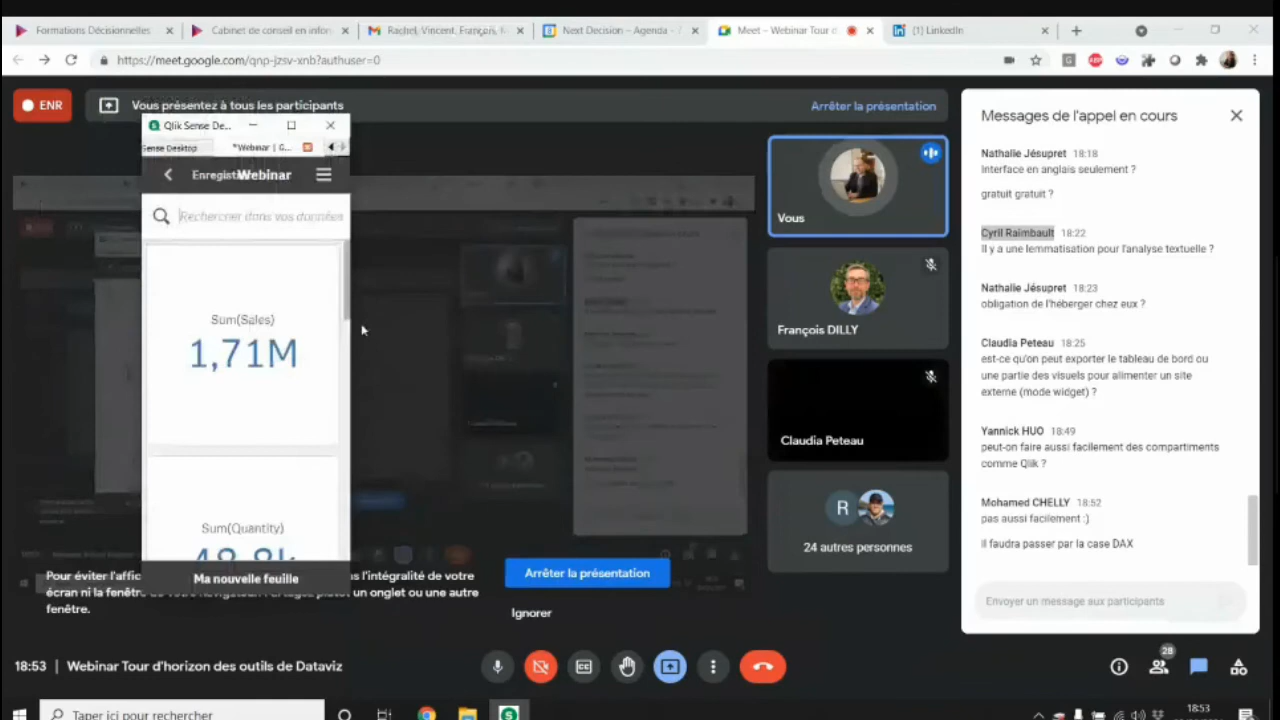 Formations Décisionnelles
Cabinet de conseil en infor
Rachel, Vincent, François,
Next Decision – Agenda -
Meet – Webinar Tour d
(1) LinkedIn
https://meet.google.com/qnp-jzsv-xnb?authuser=0
ENR
Vous présentez à tous les participants
Arrêter la présentation
Qlik Sense De...
Sense Desktop
*Webinar | G...
Enregist
Webinar
Rechercher dans vos données
Sum(Sales)
1,71M
Sum(Quantity)
48,8k
Ma nouvelle feuille
Pour éviter l'affic
s l'intégralité de votre
écran ni la fenêtre
un onglet ou une autre
fenêtre.
Arrêter la présentation
Ignorer
Vous
François DILLY
Claudia Peteau
R
24 autres personnes
Messages de l'appel en cours
Nathalie Jésupret 18:18
Interface en anglais seulement ?
gratuit gratuit ?
Cyril Raimbault 18:22
Il y a une lemmatisation pour l'analyse textuelle ?
Nathalie Jésupret 18:23
obligation de l'héberger chez eux ?
Claudia Peteau 18:25
est-ce qu'on peut exporter le tableau de bord ou
une partie des visuels pour alimenter un site
externe (mode widget) ?
Yannick HUO 18:49
peut-on faire aussi facilement des compartiments
comme Qlik ?
Mohamed CHELLY 18:52
pas aussi facilement :)
Il faudra passer par la case DAX
Envoyer un message aux participants
18:53 | Webinar Tour d'horizon des outils de Dataviz
28
Taper ici pour rechercher
18:53